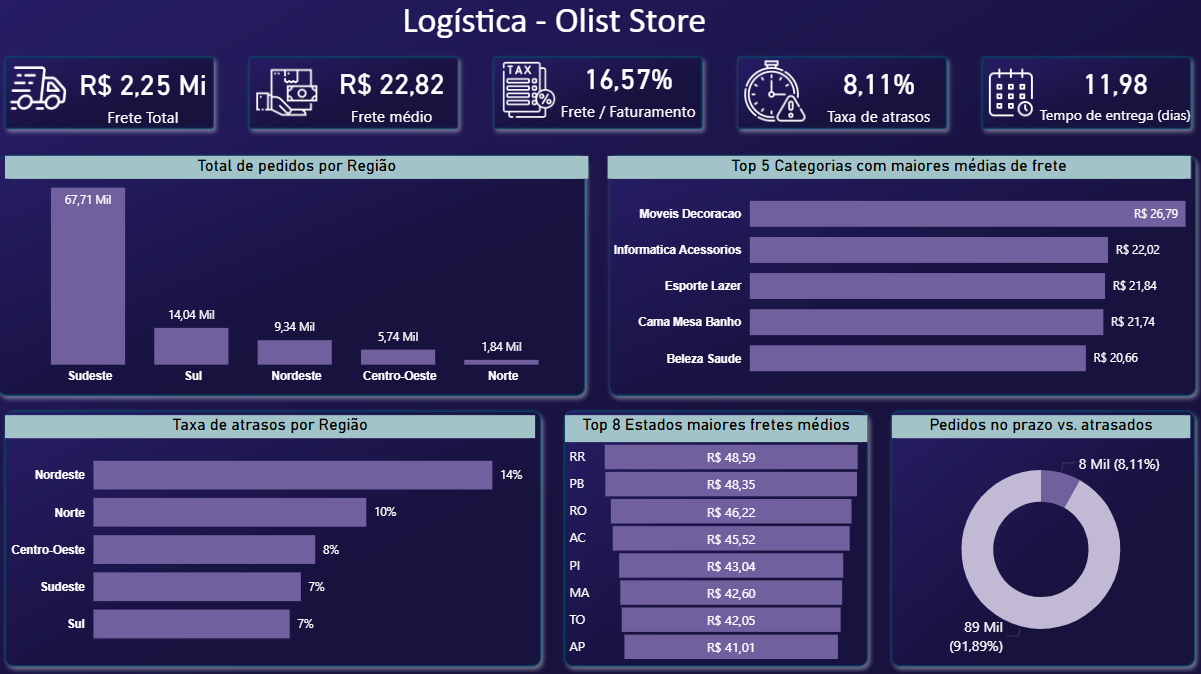 Logística - Olist Store
R$ 2,25 Mi
Frete Total
R$ 22,82
Frete médio
TAX
%
16,57%
Frete / Faturamento
8,11%
Taxa de atrasos
11,98
Tempo de entrega (dias)
Total de pedidos por Região
67,71 Mil
14,04 Mil
9,34 Mil
5,74 Mil
1,84 Mil
Sudeste
Sul
Nordeste
Centro-Oeste
Norte
Top 5 Categorias com maiores médias de frete
Moveis Decoracao R$ 26,79
Informatica Acessorios R$ 22,02
Esporte Lazer R$ 21,84
Cama Mesa Banho R$ 21,74
Beleza Saude R$ 20,66
Taxa de atrasos por Região
Nordeste 14%
Norte 10%
Centro-Oeste 8%
Sudeste 7%
Sul 7%
Top 8 Estados maiores fretes médios
RR R$ 48,59
PB R$ 48,35
RO R$ 46,22
AC R$ 45,52
PI R$ 43,04
MA R$ 42,60
TO R$ 42,05
AP R$ 41,01
Pedidos no prazo vs. atrasados
8 Mil (8,11%)
89 Mil
(91,89%)